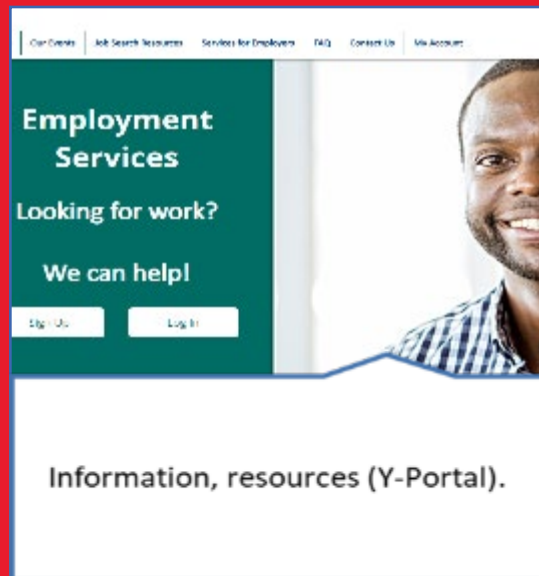 Our Events Job Search Resources Services for Employers FAQ Contact Us My Account
Employment
Services
Looking for work?
We can help!
Sign Up Log In
Information, resources (Y-Portal).